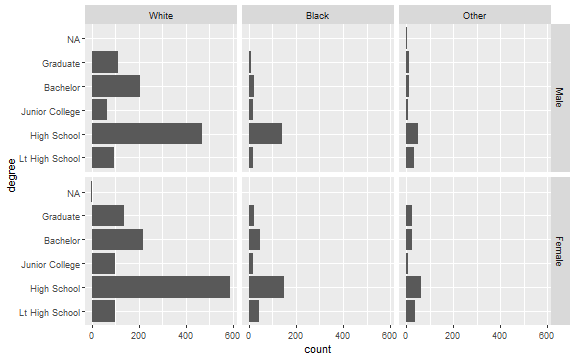 White Black Other
NA
Graduate
Bachelor
Junior College
High School
Lt High School
Male
degree
NA
Graduate
Bachelor
Junior College
High School
Lt High School
Female
0 200 400 600 0 200 400 600 0 200 400 600
count